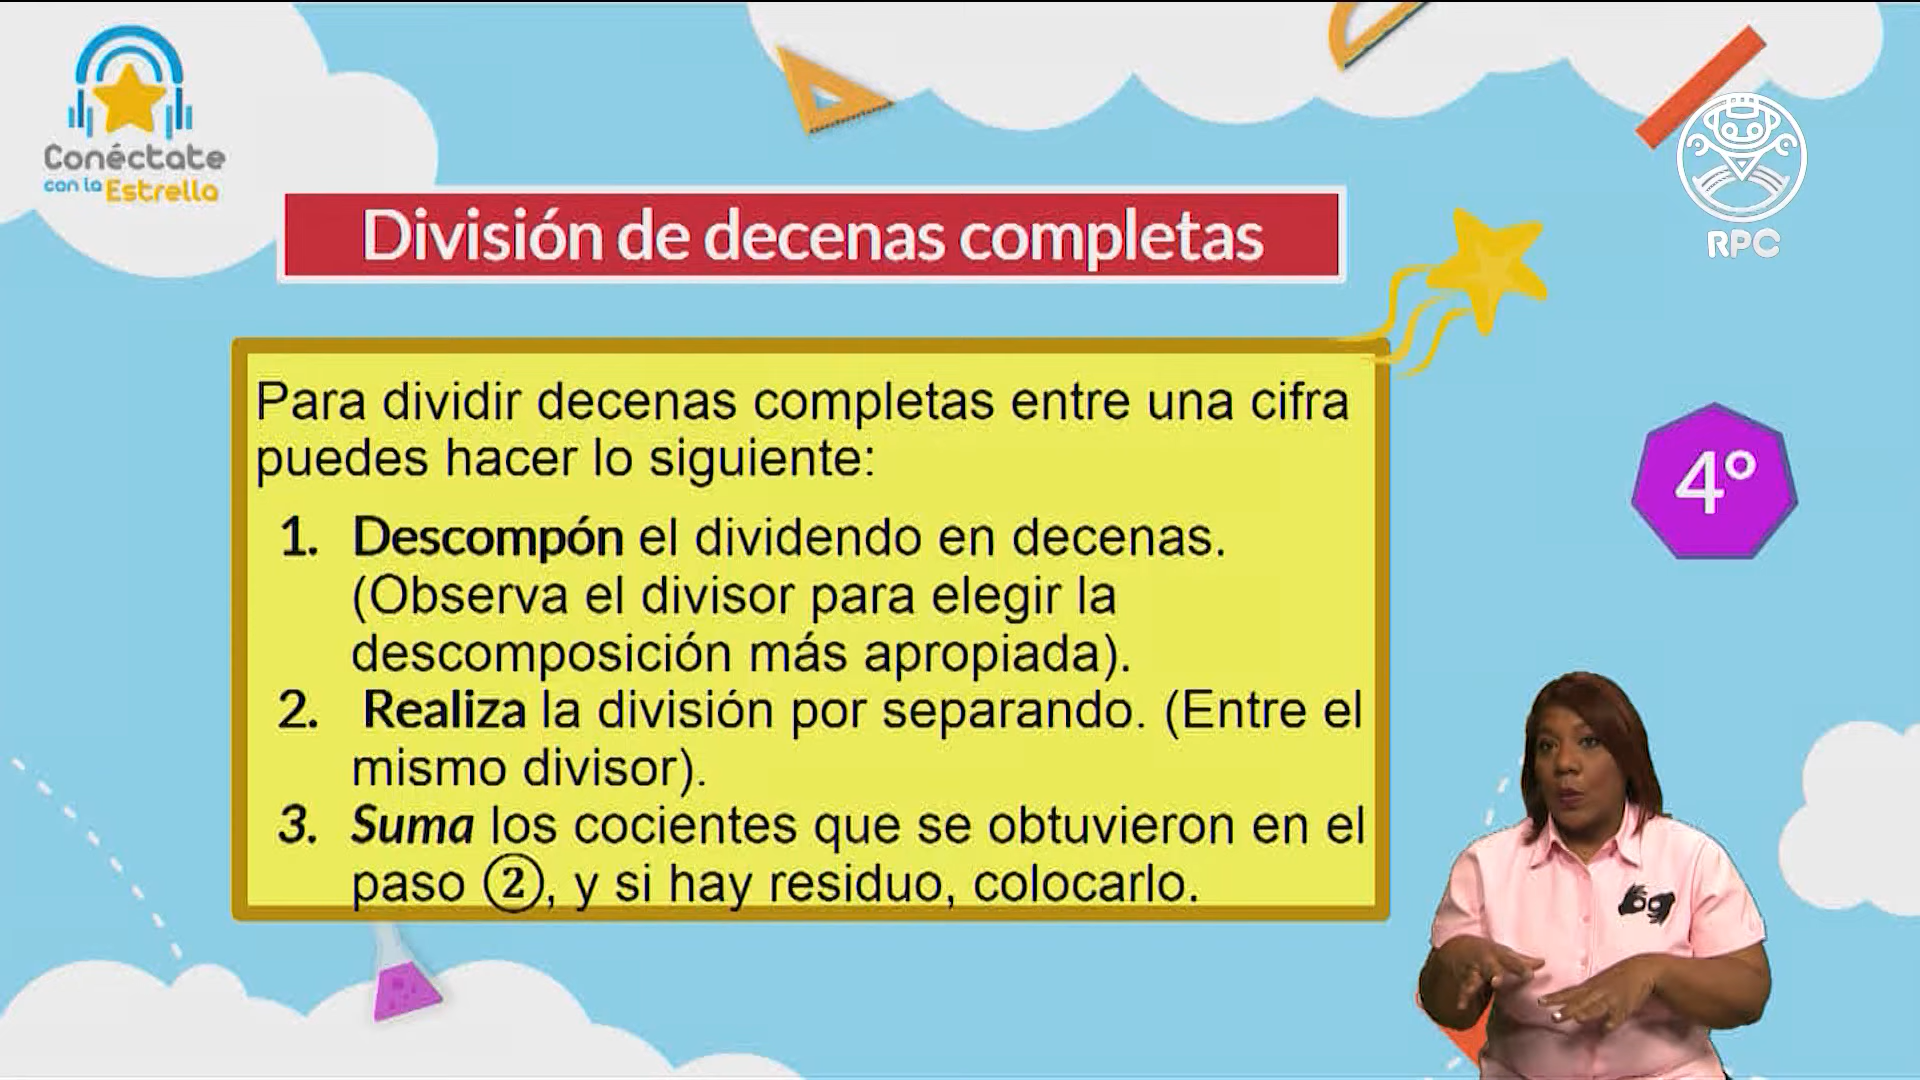 Conéctate
con la Estrella
RPC
División de decenas completas
Para dividir decenas completas entre una cifra
puedes hacer lo siguiente:
1. Descompón el dividendo en decenas.
(Observa el divisor para elegir la
descomposición más apropiada).
2. Realiza la división por separando. (Entre el
mismo divisor).
3. Suma los cocientes que se obtuvieron en el
paso ②, y si hay residuo, colocarlo.
4º